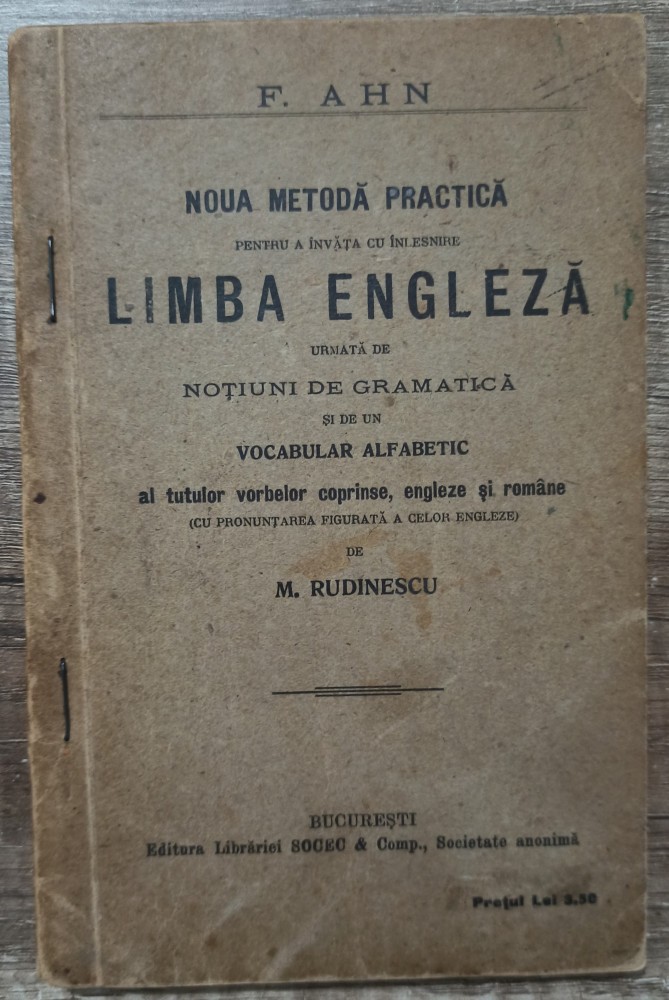 F. AHN
NOUA METODĂ PRACTICĂ
PENTRU A ÎNVĂȚA CU ÎNLESNIRE
LIMBA ENGLEZĂ
URMATĂ DE
NOȚIUNI DE GRAMATICĂ
ȘI DE UN
VOCABULAR ALFABETIC
al tutulor vorbelor coprinse, engleze și române
(CU PRONUNȚAREA FIGURATĂ A CELOR ENGLEZE)
DE
M. RUDINESCU
BUCUREȘTI
Editura Librăriei SOCEC & Comp., Societate anonimă
Prețul Lei 3.50